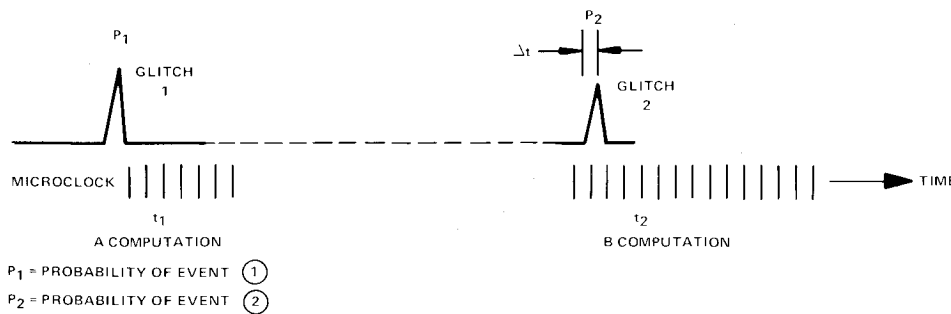 P1
P2
Δt
GLITCH
1
GLITCH
2
MICROCLOCK
TIME
t1
t2
A COMPUTATION
B COMPUTATION
P1 = PROBABILITY OF EVENT ①
P2 = PROBABILITY OF EVENT ②